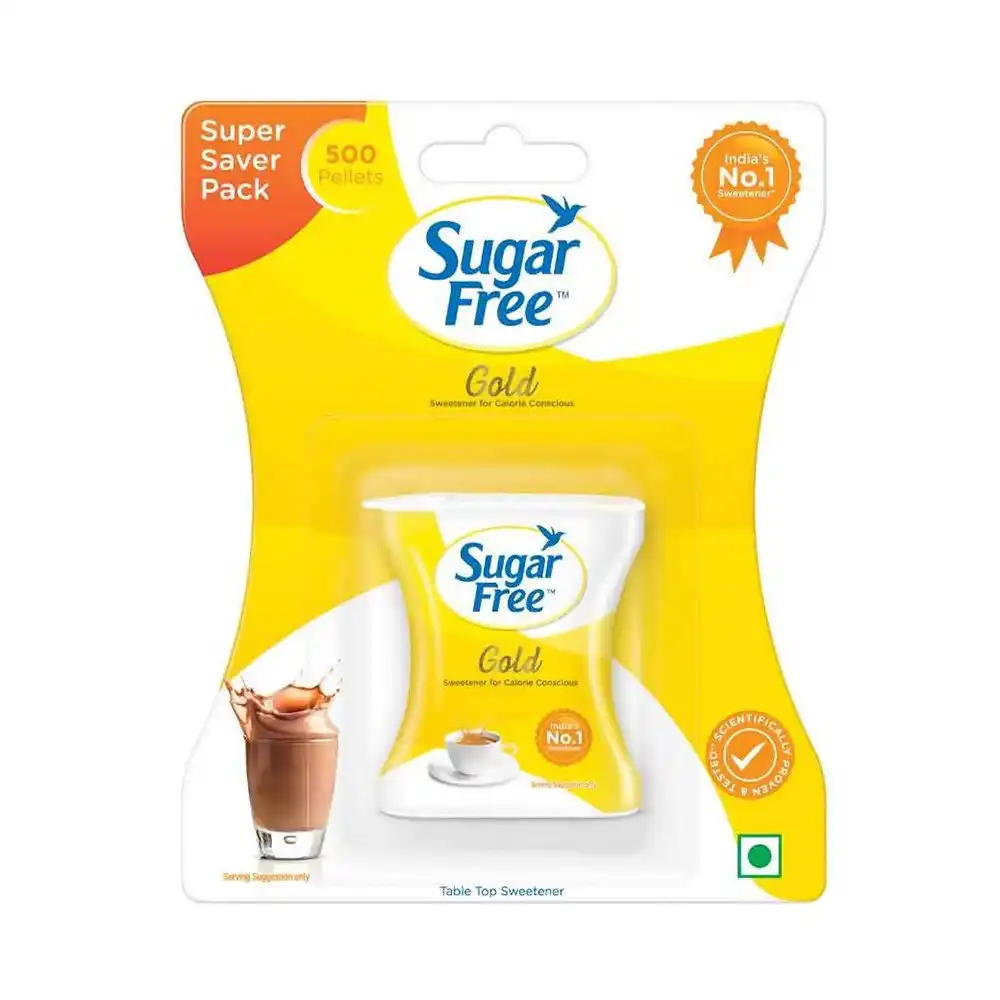 Super
Saver
Pack
500
Pellets
India's
No.1
Sweetener*
Sugar
Free™
Gold
Sweetener for Calorie Conscious
Sugar
Free™
Gold
Sweetener for Calorie Conscious
India's
No.1
Sweetener
SCIENTIFICALLY
PROVEN & TESTED
Serving Suggestion only
Table Top Sweetener